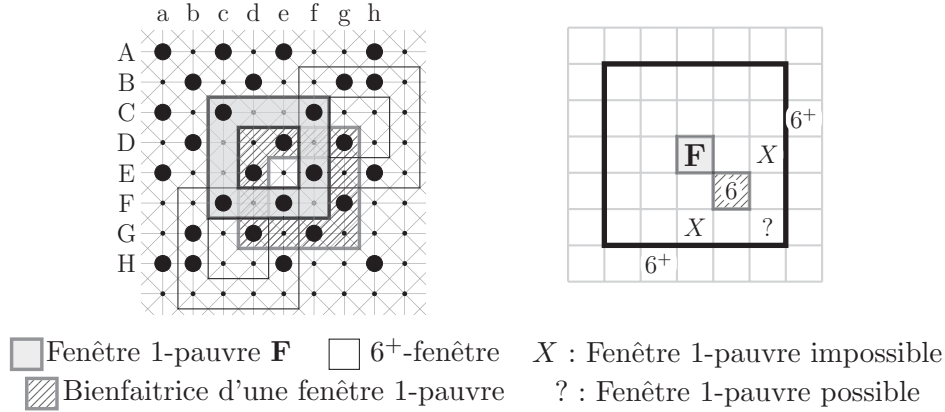 a b c d e f g h
A
B
C
D
E
F
G
H
6⁺
F X
6
X ?
6⁺
Fenêtre 1-pauvre F 6⁺-fenêtre X : Fenêtre 1-pauvre impossible
Bienfaitrice d'une fenêtre 1-pauvre ? : Fenêtre 1-pauvre possible